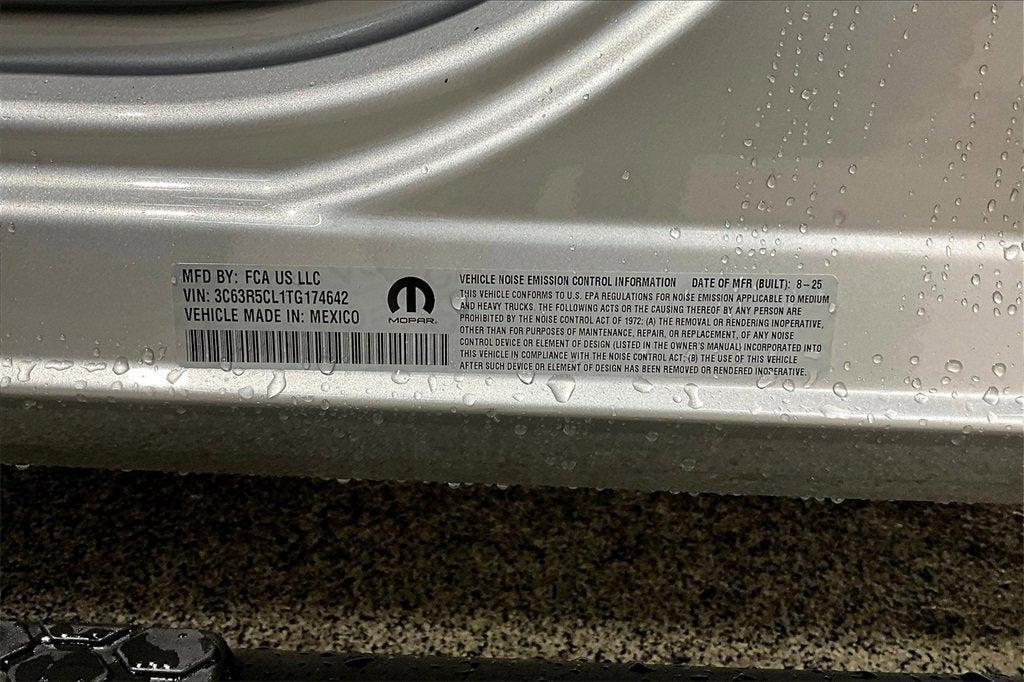 MFD BY: FCA US LLC
VIN: 3C63R5CL1TG174642
VEHICLE MADE IN: MEXICO
MOPAR
VEHICLE NOISE EMISSION CONTROL INFORMATION DATE OF MFR (BUILT): 8-25
THIS VEHICLE CONFORMS TO U.S. EPA REGULATIONS FOR NOISE EMISSION APPLICABLE TO MEDIUM
AND HEAVY TRUCKS. THE FOLLOWING ACTS OR THE CAUSING THEREOF BY ANY PERSON ARE
PROHIBITED BY THE NOISE CONTROL ACT OF 1972: (A) THE REMOVAL OR RENDERING INOPERATIVE,
OTHER THAN FOR PURPOSES OF MAINTENANCE, REPAIR, OR REPLACEMENT, OF ANY NOISE
CONTROL DEVICE OR ELEMENT OF DESIGN (LISTED IN THE OWNER'S MANUAL) INCORPORATED INTO
THIS VEHICLE IN COMPLIANCE WITH THE NOISE CONTROL ACT; (B) THE USE OF THIS VEHICLE
AFTER SUCH DEVICE OR ELEMENT OF DESIGN HAS BEEN REMOVED OR RENDERED INOPERATIVE.